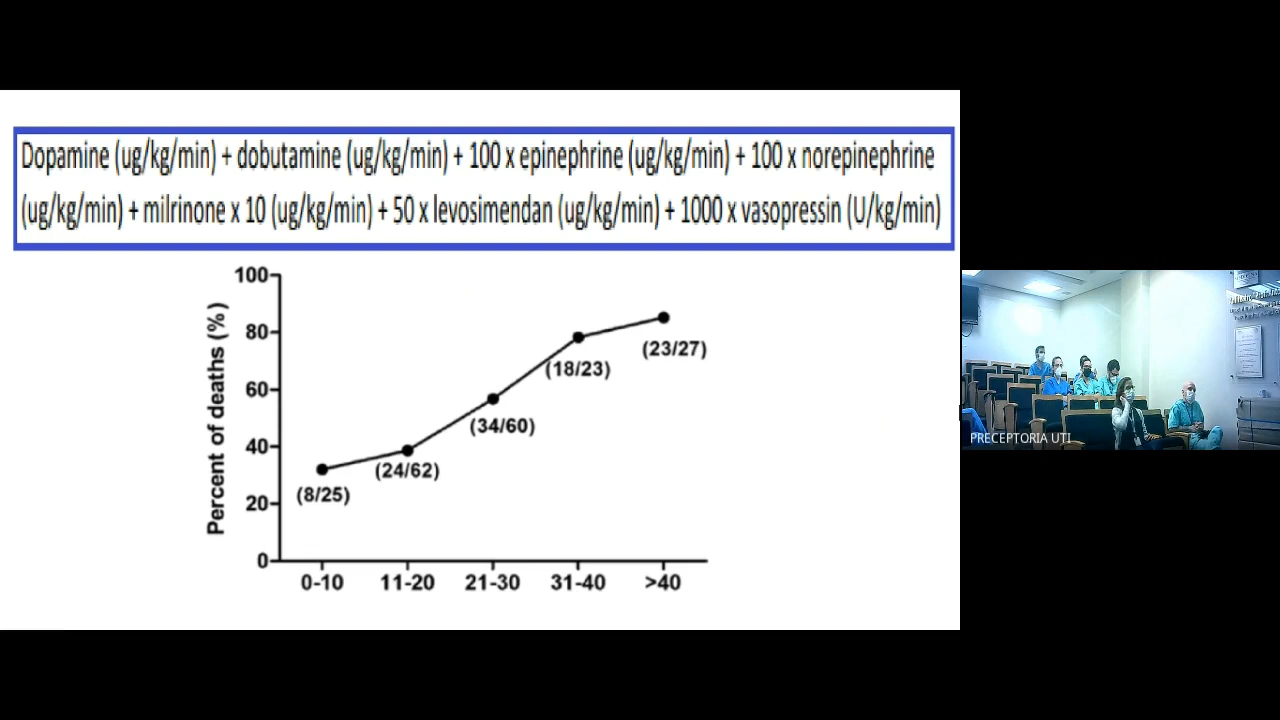 Dopamine (ug/kg/min) + dobutamine (ug/kg/min) + 100 x epinephrine (ug/kg/min) + 100 x norepinephrine
(ug/kg/min) + milrinone x 10 (ug/kg/min) + 50 x levosimendan (ug/kg/min) + 1000 x vasopressin (U/kg/min)
Percent of deaths (%)
100
80
60
40
20
0
(8/25)
(24/62)
(34/60)
(18/23)
(23/27)
0-10 11-20 21-30 31-40 >40
PRECEPTORIA UTI